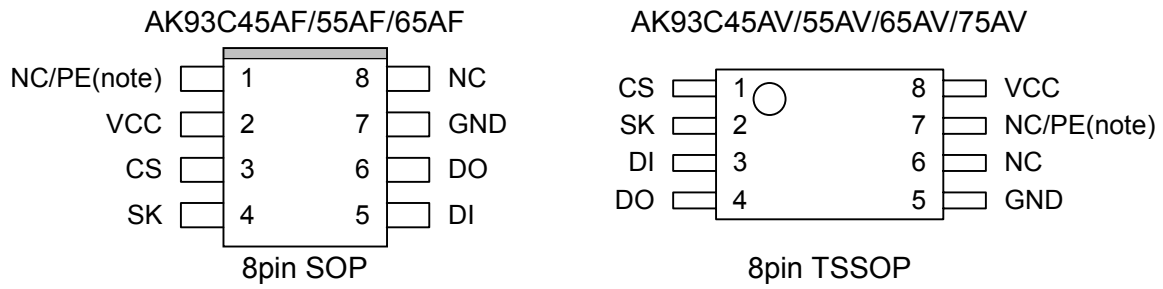 AK93C45AF/55AF/65AF
NC/PE(note) 1 8 NC
VCC 2 7 GND
CS 3 6 DO
SK 4 5 DI
8pin SOP
AK93C45AV/55AV/65AV/75AV
CS 1 8 VCC
SK 2 7 NC/PE(note)
DI 3 6 NC
DO 4 5 GND
8pin TSSOP